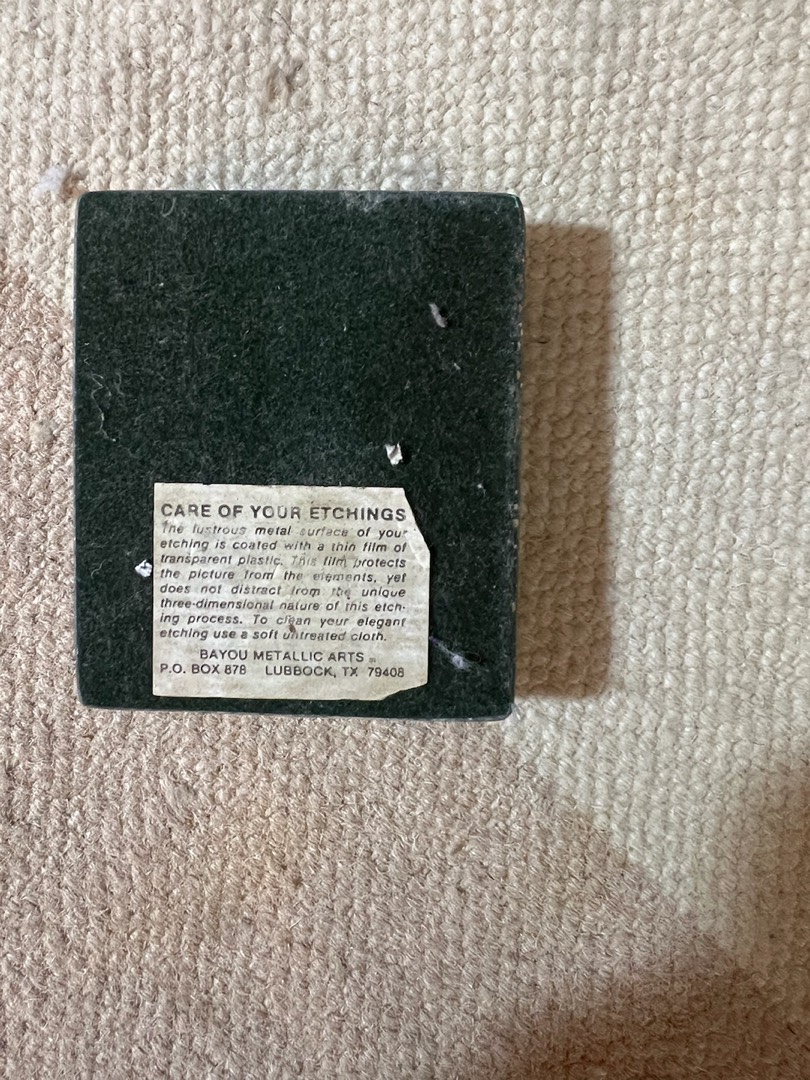 CARE OF YOUR ETCHINGS
The lustrous metal surface of your
etching is coated with a thin film of
transparent plastic. This film protects
the picture from the elements, yet
does not distract from the unique
three-dimensional nature of this etch-
ing process. To clean your elegant
etching use a soft untreated cloth.
BAYOU METALLIC ARTS
P.O. BOX 878 LUBBOCK, TX 79408